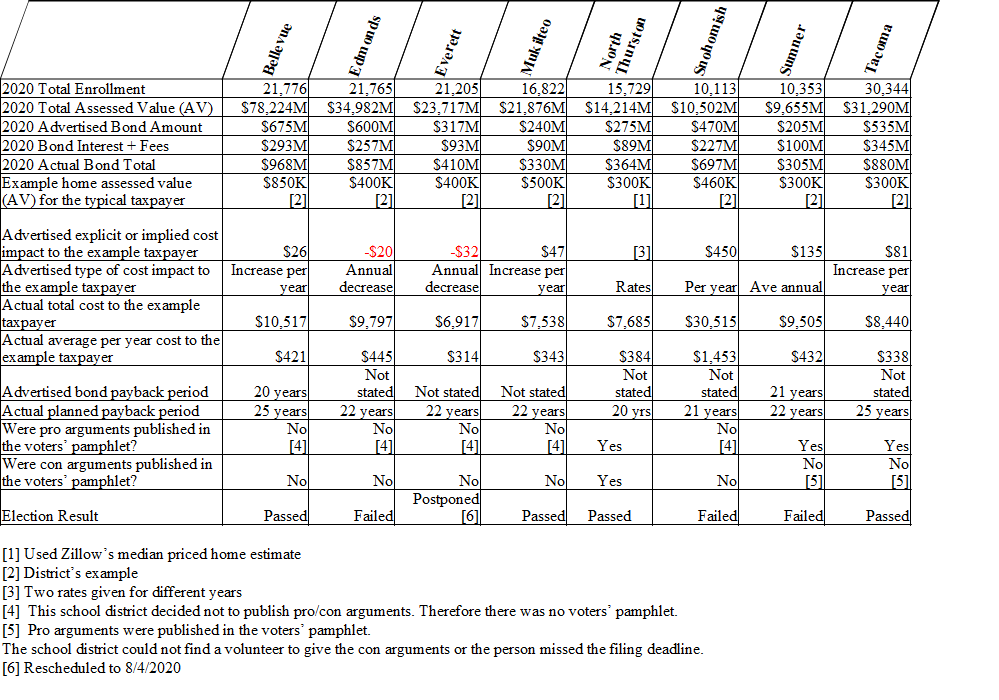 Bellevue Edmonds Everett Mukilteo North Thurston Snohomish Sumner Tacoma
2020 Total Enrollment 21,776 21,765 21,205 16,822 15,729 10,113 10,353 30,344
2020 Total Assessed Value (AV) $78,224M $34,982M $23,717M $21,876M $14,214M $10,502M $9,655M $31,290M
2020 Advertised Bond Amount $675M $600M $317M $240M $275M $470M $205M $535M
2020 Bond Interest + Fees $293M $257M $93M $90M $89M $227M $100M $345M
2020 Actual Bond Total $968M $857M $410M $330M $364M $697M $305M $880M
Example home assessed value $850K $400K $400K $500K $300K $460K $300K $300K
(AV) for the typical taxpayer [2] [2] [2] [2] [1] [2] [2] [2]
Advertised explicit or implied cost
impact to the example taxpayer $26 -$20 -$32 $47 [3] $450 $135 $81
Advertised type of cost impact to Increase per Annual Annual Increase per Increase per
the example taxpayer year decrease decrease year Rates Per year Ave annual year
Actual total cost to the example
taxpayer $10,517 $9,797 $6,917 $7,538 $7,685 $30,515 $9,505 $8,440
Actual average per year cost to the
example taxpayer $421 $445 $314 $343 $384 $1,453 $432 $338
Not Not Not Not
Advertised bond payback period 20 years stated Not stated Not stated stated stated 21 years stated
Actual planned payback period 25 years 22 years 22 years 22 years 20 yrs 21 years 22 years 25 years
Were pro arguments published in No No No No No
the voters' pamphlet? [4] [4] [4] [4] Yes [4] Yes Yes
Were con arguments published in No No
the voters' pamphlet? No No No No Yes No [5] [5]
Postponed
Election Result Passed Failed [6] Passed Passed Failed Failed Passed
[1] Used Zillow's median priced home estimate
[2] District's example
[3] Two rates given for different years
[4] This school district decided not to publish pro/con arguments. Therefore there was no voters' pamphlet.
[5] Pro arguments were published in the voters' pamphlet.
The school district could not find a volunteer to give the con arguments or the person missed the filing deadline.
[6] Rescheduled to 8/4/2020